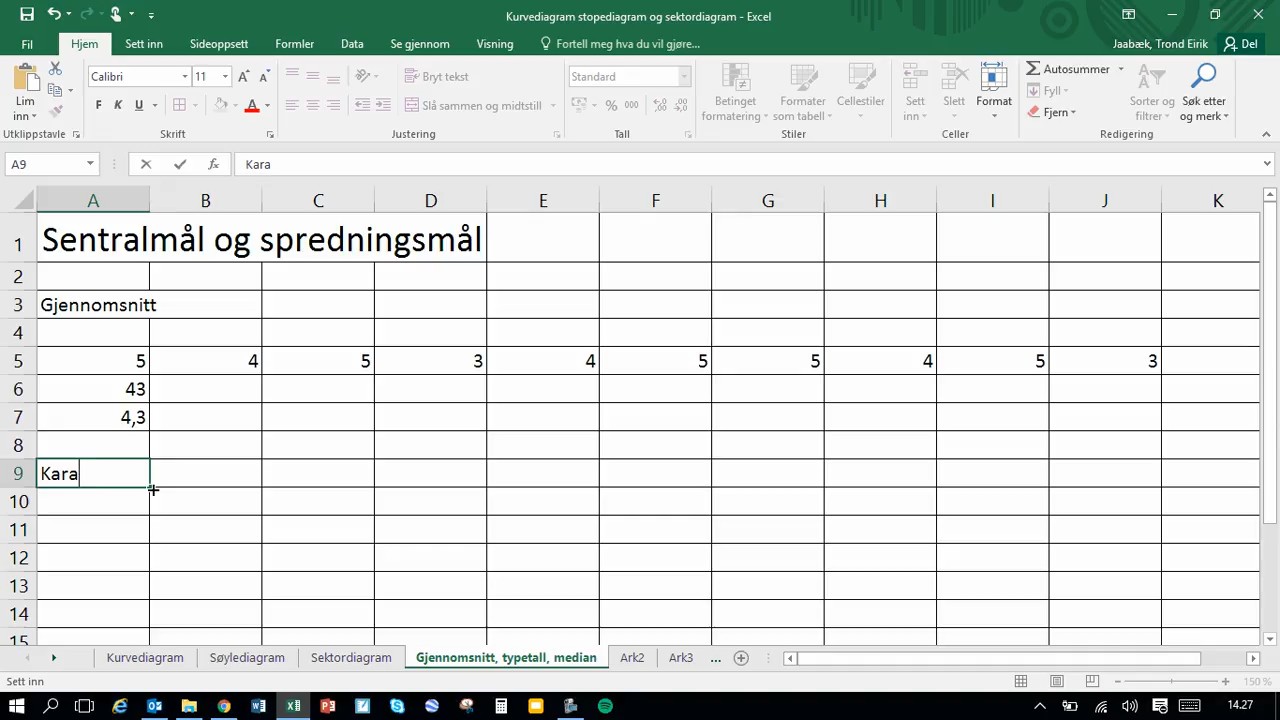 Kurvediagram stopediagram og sektordiagram - Excel
Fil Hjem Sett inn Sideoppsett Formler Data Se gjennom Visning Fortell meg hva du vil gjøre... Jaabæk, Trond Eirik Del
Lim inn Calibri 11 A A Bryt tekst Standard Betinget formatering Formater som tabell Cellestiler Sett inn Slett Format Autosummer Sorter og filtrer Søk etter og merk
F K U A Slå sammen og midtstill % 000 Fyll Fjern
Utklippstavle Skrift Justering Tall Stiler Celler Redigering
A9 fx Kara
A B C D E F G H I J K
1 Sentralmål og spredningsmål
2
3 Gjennomsnitt
4
5 5 4 5 3 4 5 5 4 5 3
6 43
7 4,3
8
9 Kara
10
11
12
13
14
15
Kurvediagram Søylediagram Sektordiagram Gjennomsnitt, typetall, median Ark2 Ark3 ...
Sett inn 150 %
14.27